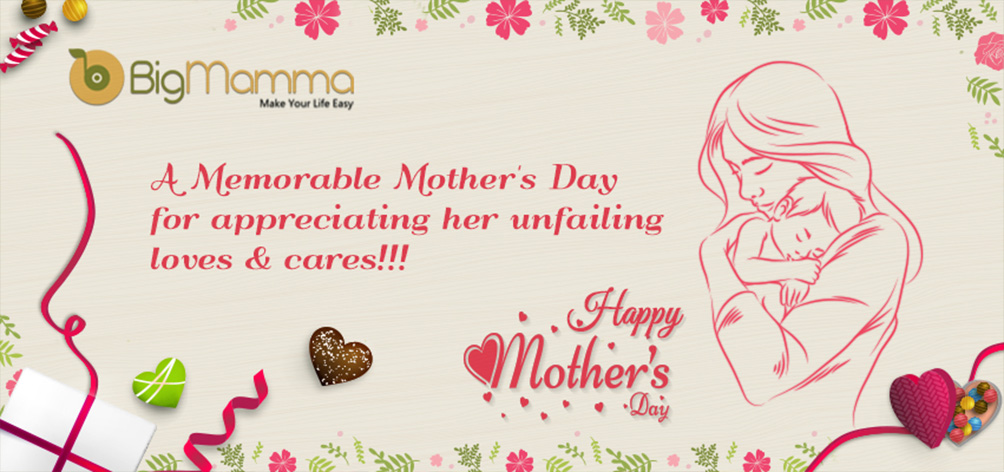 BigMamma
Make Your Life Easy
A Memorable Mother's Day
for appreciating her unfailing
loves & cares!!!
Happy
Mother's
Day